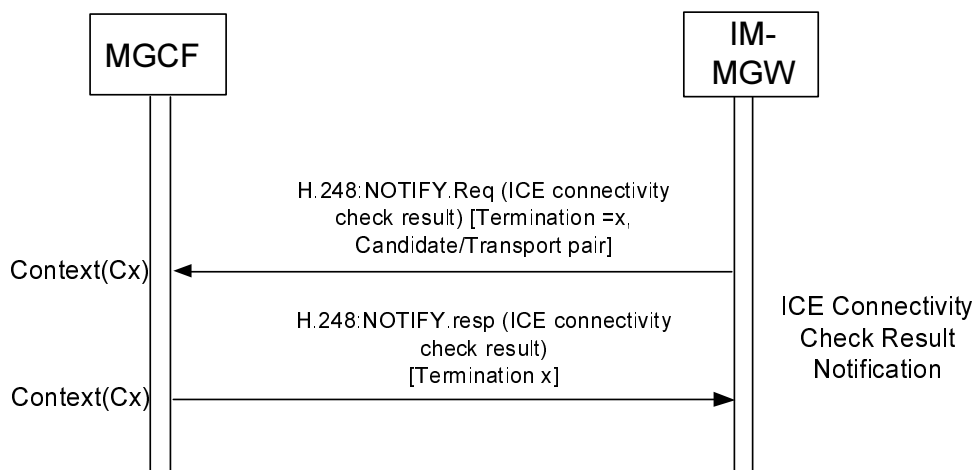 MGCF
IM-
MGW
H.248:NOTIFY.Req (ICE connectivity
check result) [Termination =x,
Candidate/Transport pair]
Context(Cx)
H.248:NOTIFY.resp (ICE connectivity
check result)
[Termination x]
Context(Cx)
ICE Connectivity
Check Result
Notification